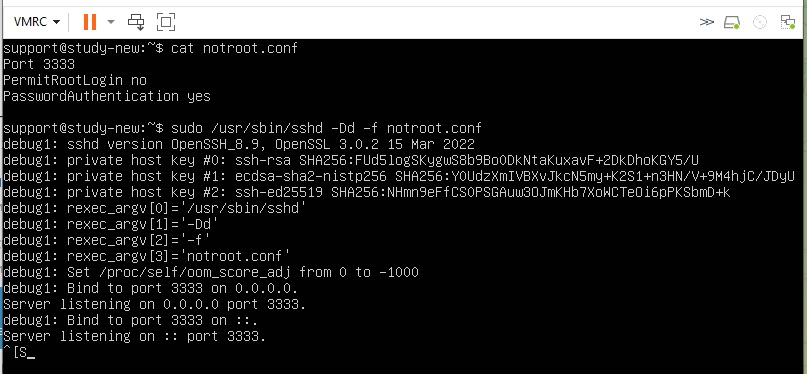 VMRC
support@study-new:~$ cat notroot.conf
Port 3333
PermitRootLogin no
PasswordAuthentication yes
support@study-new:~$ sudo /usr/sbin/sshd -Dd -f notroot.conf
debug1: sshd version OpenSSH_8.9, OpenSSL 3.0.2 15 Mar 2022
debug1: private host key #0: ssh-rsa SHA256:FUd5logSKygwS8b9BoODkNtaKuxavF+2DkDhoKGY5/U
debug1: private host key #1: ecdsa-sha2-nistp256 SHA256:Y0UdzXmIVBXvJkcN5my+K2S1+n3HN/V+9M4hjC/JDyU
debug1: private host key #2: ssh-ed25519 SHA256:NHmn9eFfCSOPSGAuw3OJmKHb7XoWCTeOi6pPKSbmD+k
debug1: rexec_argv[0]='/usr/sbin/sshd'
debug1: rexec_argv[1]='-Dd'
debug1: rexec_argv[2]='-f'
debug1: rexec_argv[3]='notroot.conf'
debug1: Set /proc/self/oom_score_adj from 0 to -1000
debug1: Bind to port 3333 on 0.0.0.0.
Server listening on 0.0.0.0 port 3333.
debug1: Bind to port 3333 on ::.
Server listening on :: port 3333.
^[S_